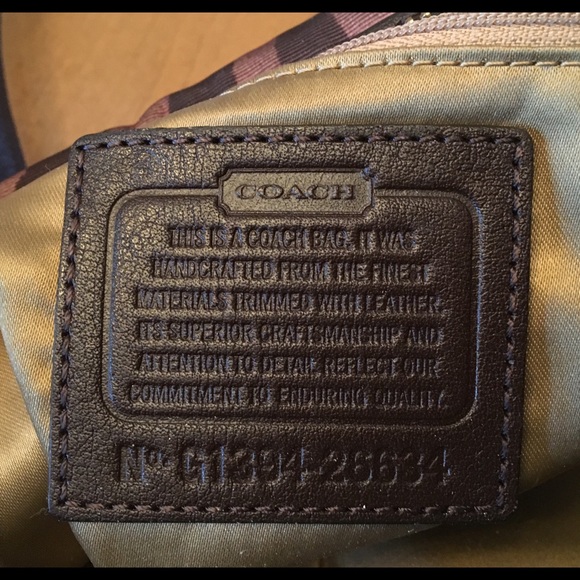 COACH
THIS IS A COACH BAG. IT WAS
HANDCRAFTED FROM THE FINEST
MATERIALS TRIMMED WITH LEATHER.
ITS SUPERIOR CRAFTSMANSHIP AND
ATTENTION TO DETAIL REFLECT OUR
COMMITMENT TO ENDURING QUALITY.
No. G1394-26634